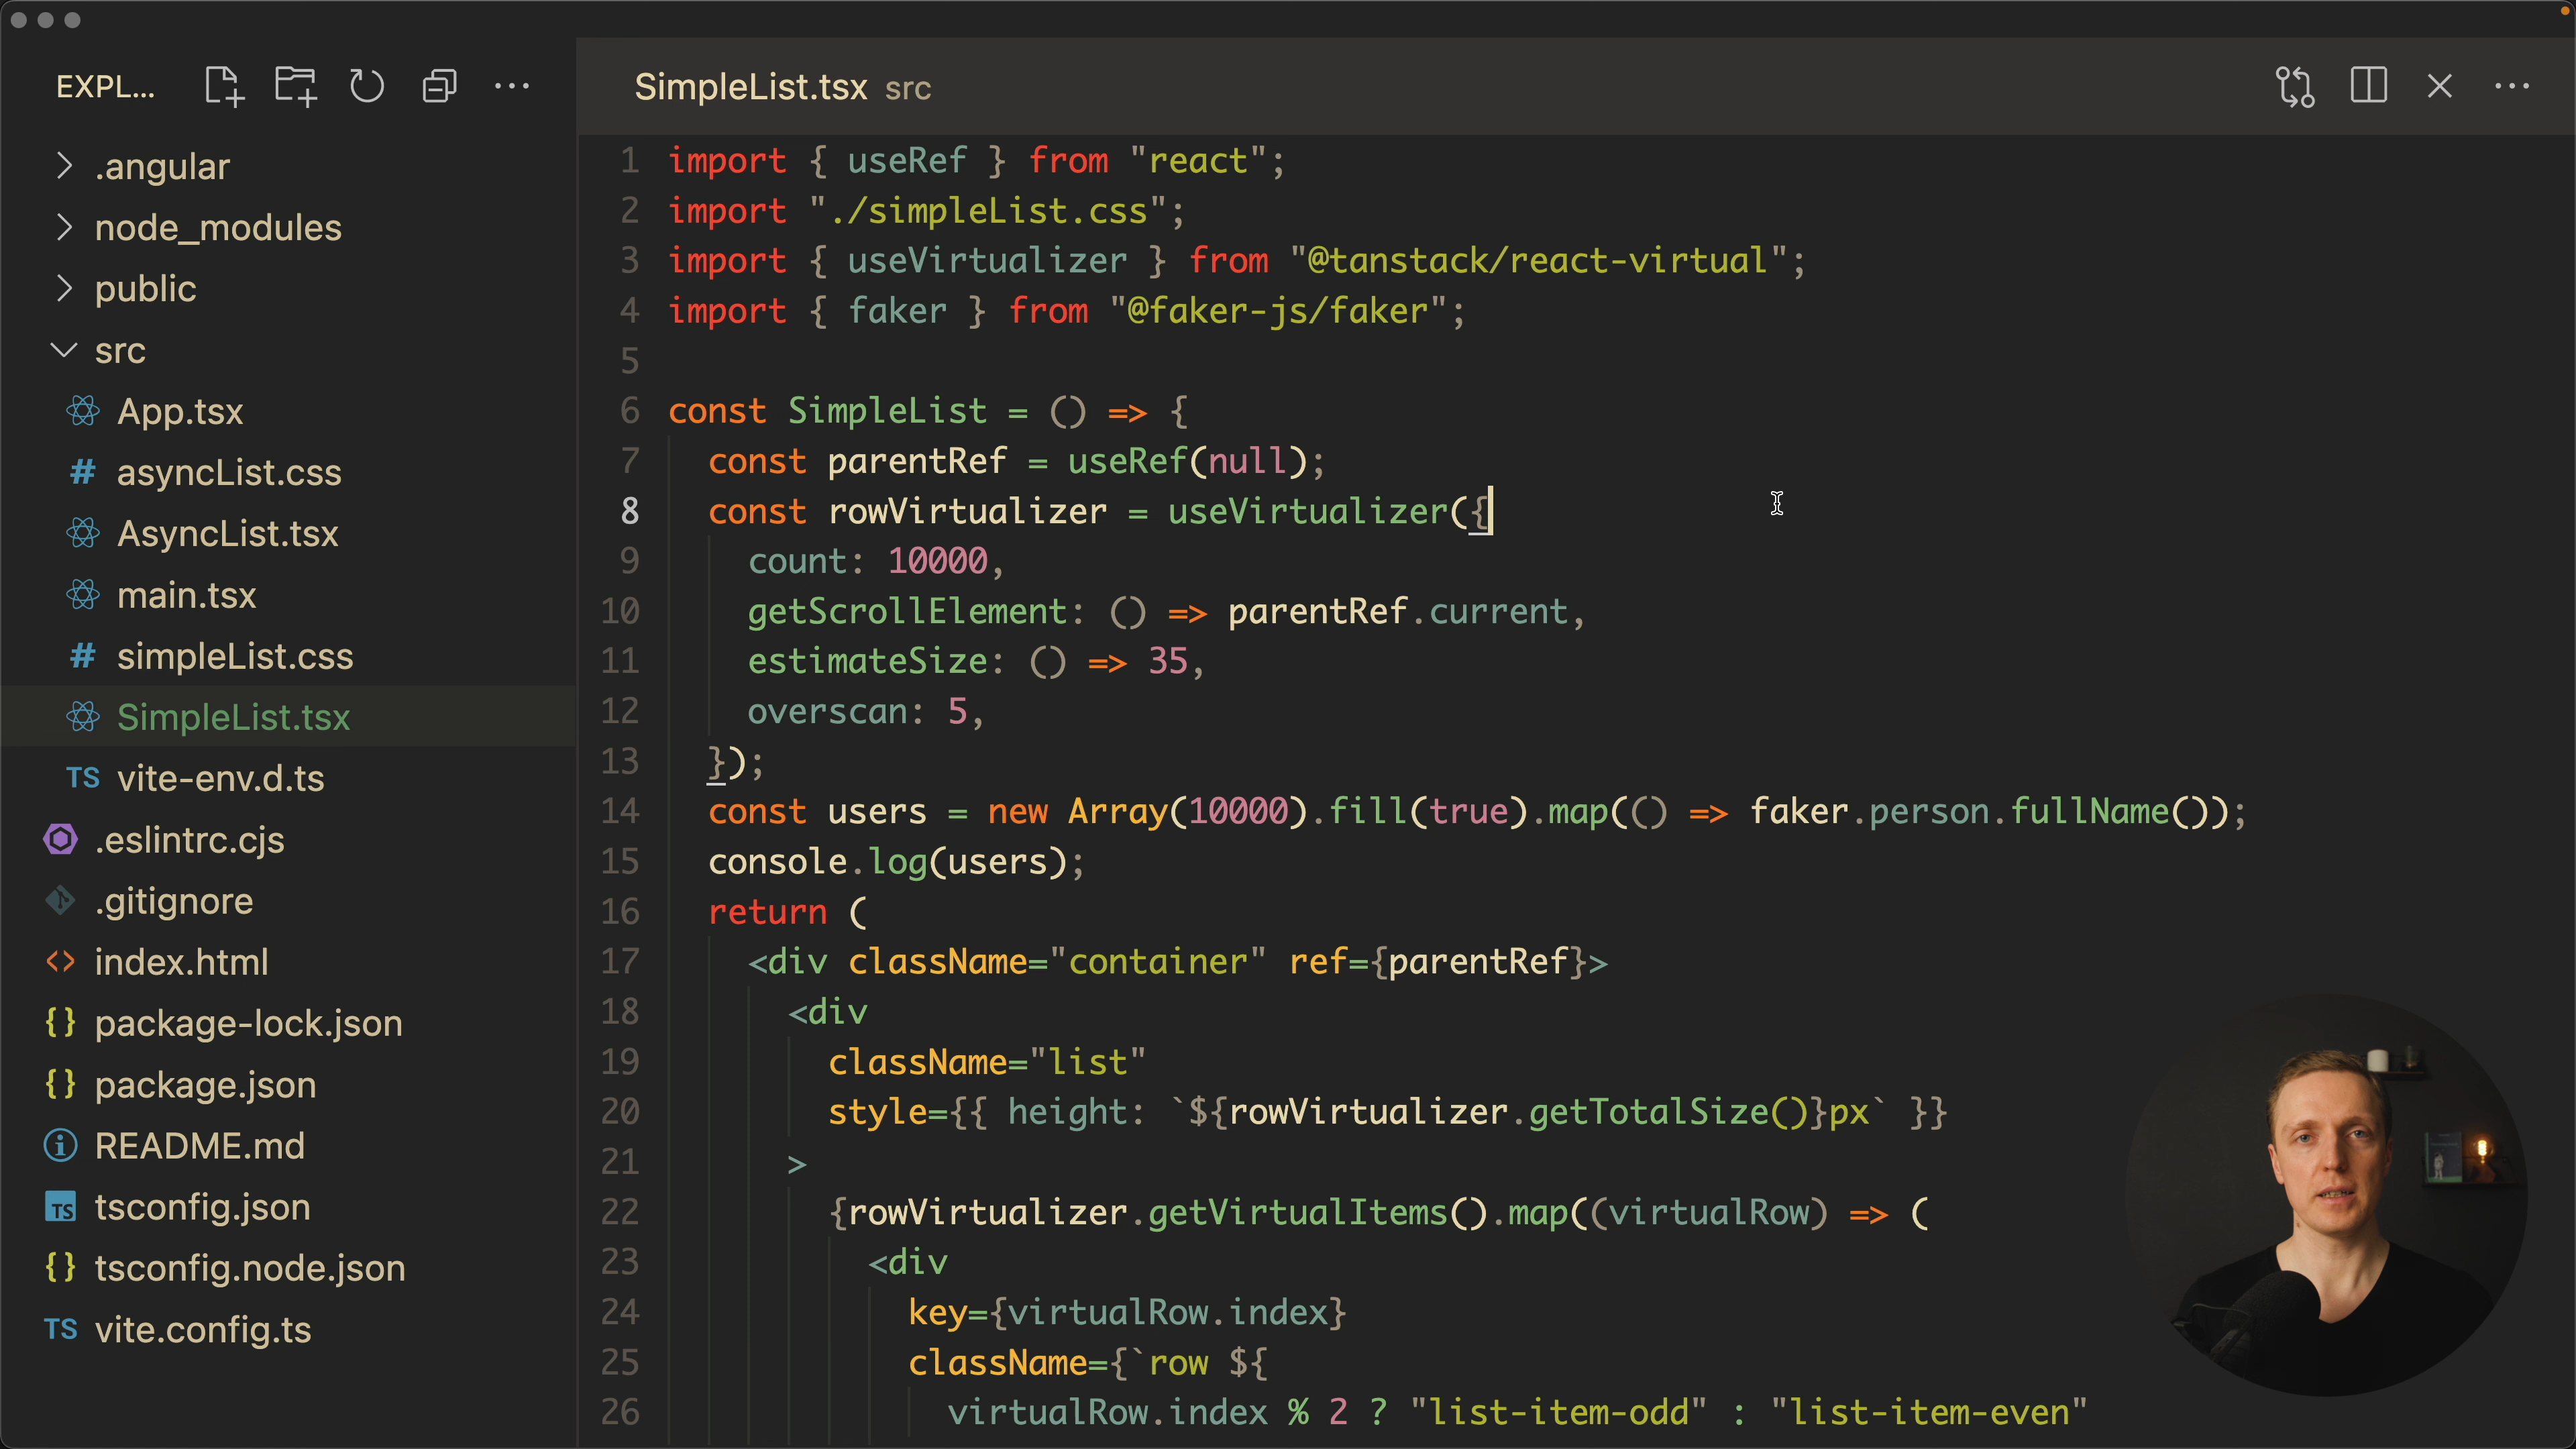 EXPL...
.angular
node_modules
public
src
App.tsx
# asyncList.css
AsyncList.tsx
main.tsx
# simpleList.css
SimpleList.tsx
TS vite-env.d.ts
.eslintrc.cjs
.gitignore
<> index.html
{} package-lock.json
{} package.json
README.md
TS tsconfig.json
{} tsconfig.node.json
TS vite.config.ts
SimpleList.tsx src
1 import { useRef } from "react";
2 import "./simpleList.css";
3 import { useVirtualizer } from "@tanstack/react-virtual";
4 import { faker } from "@faker-js/faker";
5
6 const SimpleList = () => {
7 const parentRef = useRef(null);
8 const rowVirtualizer = useVirtualizer({
9 count: 10000,
10 getScrollElement: () => parentRef.current,
11 estimateSize: () => 35,
12 overscan: 5,
13 });
14 const users = new Array(10000).fill(true).map(() => faker.person.fullName());
15 console.log(users);
16 return (
17 <div className="container" ref={parentRef}>
18 <div
19 className="list"
20 style={{ height: `${rowVirtualizer.getTotalSize()}px` }}
21 >
22 {rowVirtualizer.getVirtualItems().map((virtualRow) => (
23 <div
24 key={virtualRow.index}
25 className={`row ${
26 virtualRow.index % 2 ? "list-item-odd" : "list-item-even"